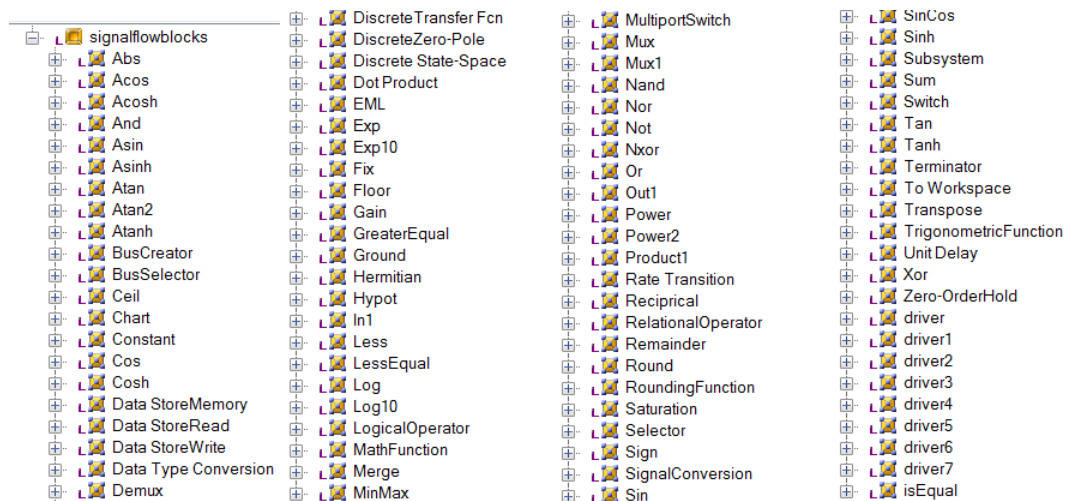 signalflowblocks
Abs
Acos
Acosh
And
Asin
Asinh
Atan
Atan2
Atanh
BusCreator
BusSelector
Ceil
Chart
Constant
Cos
Cosh
Data StoreMemory
Data StoreRead
Data StoreWrite
Data Type Conversion
Demux
DiscreteTransfer Fcn
DiscreteZero-Pole
Discrete State-Space
Dot Product
EML
Exp
Exp10
Fix
Floor
Gain
GreaterEqual
Ground
Hermitian
Hypot
In1
Less
LessEqual
Log
Log10
LogicalOperator
MathFunction
Merge
MinMax
MultiportSwitch
Mux
Mux1
Nand
Nor
Not
Nxor
Or
Out1
Power
Power2
Product1
Rate Transition
Reciprical
RelationalOperator
Remainder
Round
RoundingFunction
Saturation
Selector
Sign
SignalConversion
Sin
SinCos
Sinh
Subsystem
Sum
Switch
Tan
Tanh
Terminator
To Workspace
Transpose
TrigonometricFunction
Unit Delay
Xor
Zero-OrderHold
driver
driver1
driver2
driver3
driver4
driver5
driver6
driver7
isEqual